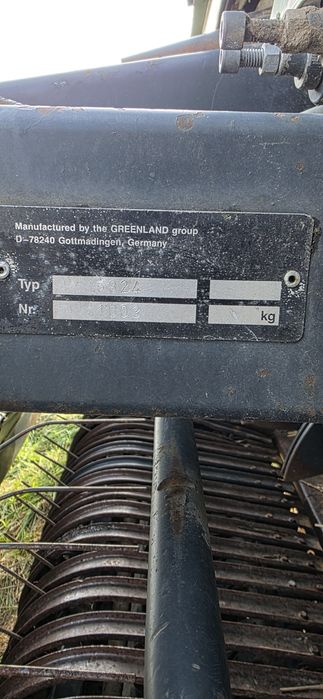 Manufactured by the GREENLAND group
D-78240 Gottmadingen, Germany
Typ
Nr.
kg